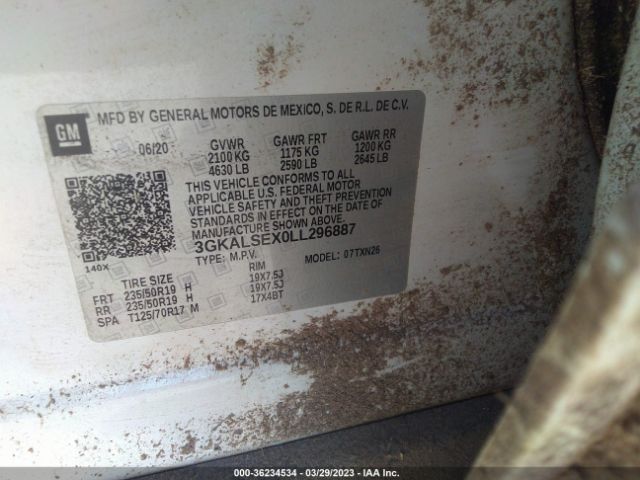 MFD BY GENERAL MOTORS DE MEXICO, S. DE R.L. DE C.V.
GM
06/20 GVWR GAWR FRT GAWR RR
2100 KG 1175 KG 1200 KG
4630 LB 2590 LB 2645 LB
THIS VEHICLE CONFORMS TO ALL
APPLICABLE U.S. FEDERAL MOTOR
VEHICLE SAFETY AND THEFT PREVENTION
STANDARDS IN EFFECT ON THE DATE OF
MANUFACTURE SHOWN ABOVE.
3GKALSEX0LL296887
140X TYPE: M.P.V. MODEL: 07TXN26
TIRE SIZE RIM
FRT 235/50R19 H 19X7.5J
RR 235/50R19 H 19X7.5J
SPA T125/70R17 M 17X4BT
000-36234534 - 03/29/2023 - IAA Inc.